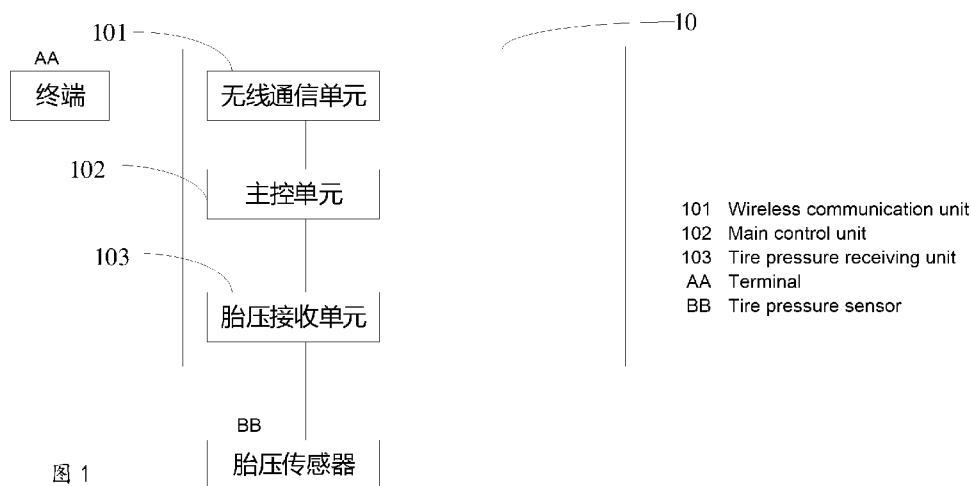 10
101
AA
终端
无线通信单元
102
主控单元
103
胎压接收单元
BB
胎压传感器
图 1
101 Wireless communication unit
102 Main control unit
103 Tire pressure receiving unit
AA Terminal
BB Tire pressure sensor